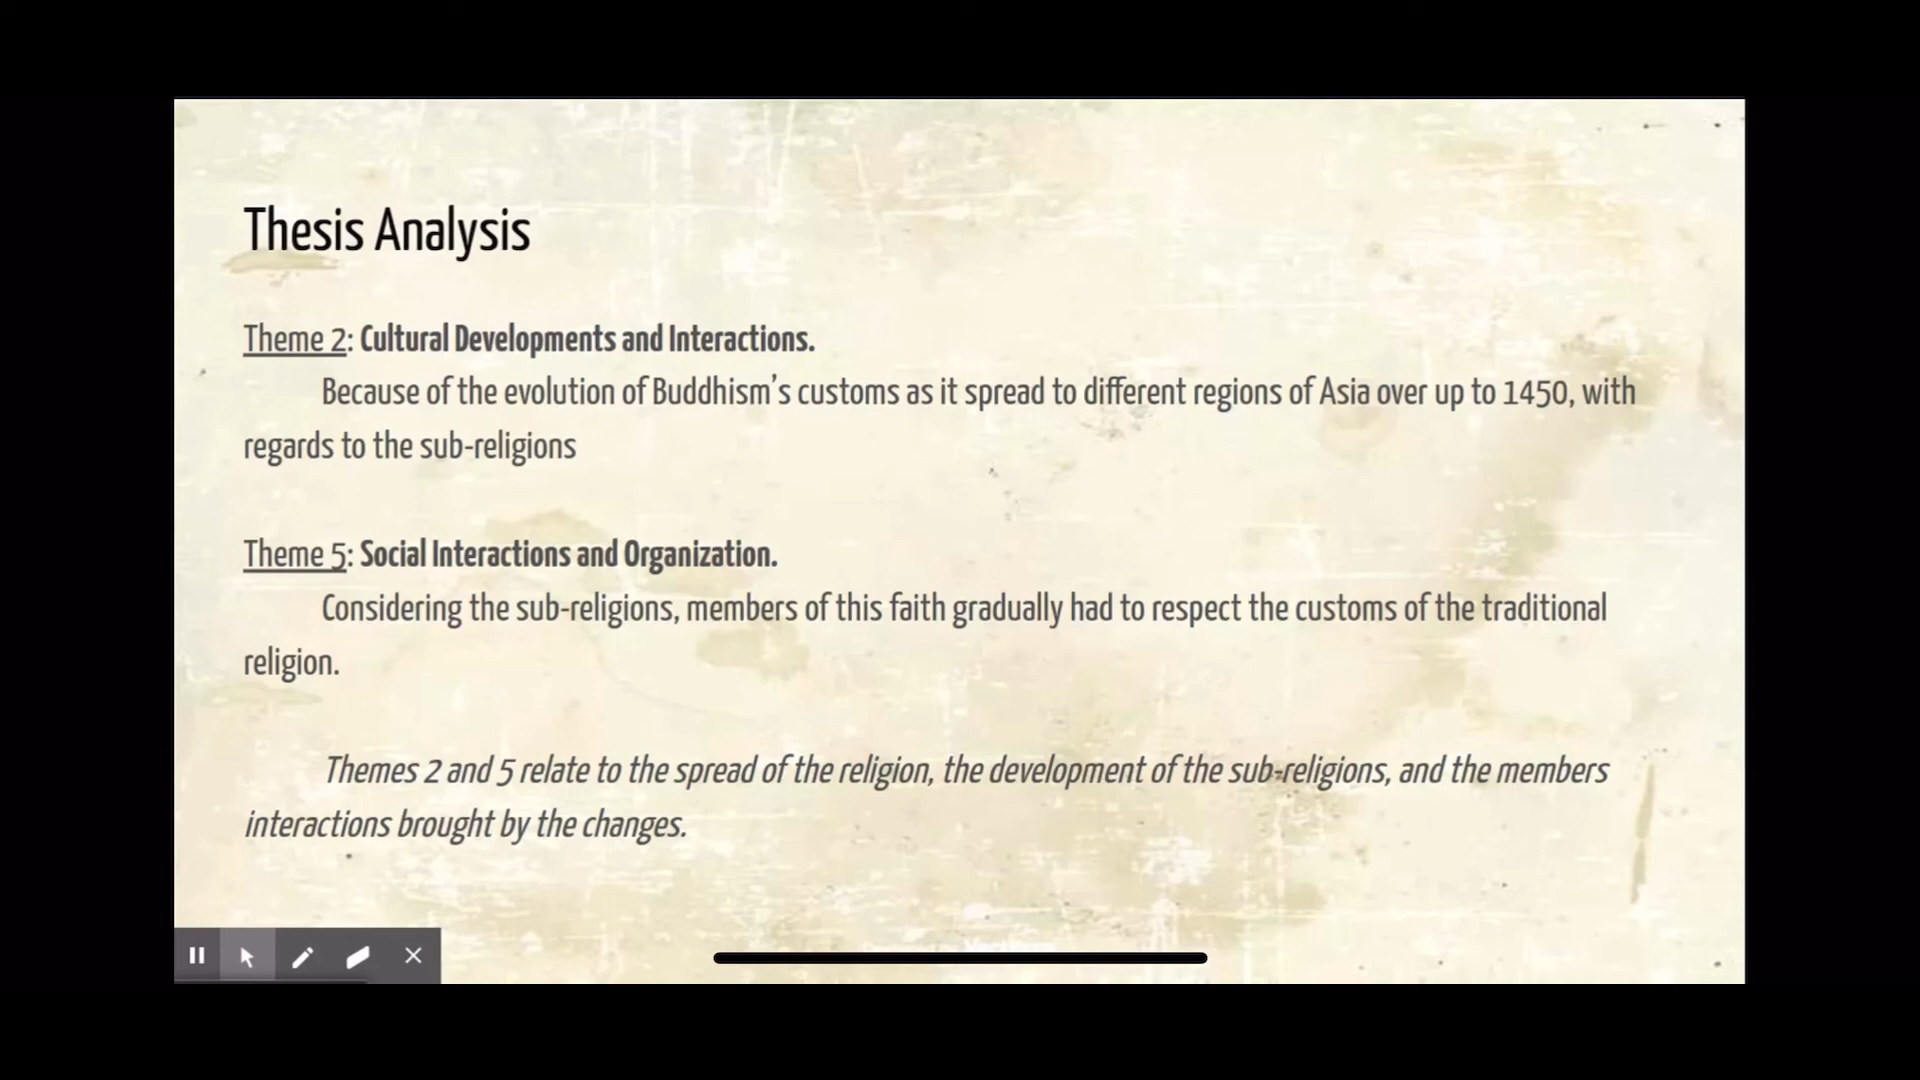 Thesis Analysis
Theme 2: Cultural Developments and Interactions.
Because of the evolution of Buddhism’s customs as it spread to different regions of Asia over up to 1450, with
regards to the sub-religions
Theme 5: Social Interactions and Organization.
Considering the sub-religions, members of this faith gradually had to respect the customs of the traditional
religion.
Themes 2 and 5 relate to the spread of the religion, the development of the sub-religions, and the members
interactions brought by the changes.